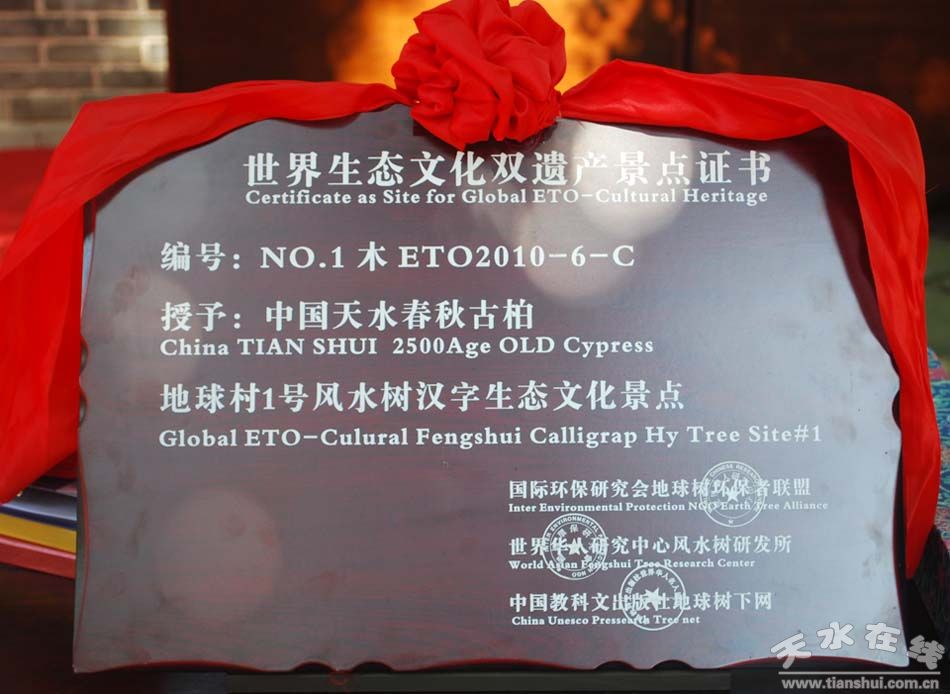 世界生态文化双遗产景点证书
Certificate as Site for Global ETO-Cultural Heritage
编号：NO.1 木 ETO2010-6-C
授予：中国天水春秋古柏
China TIAN SHUI 2500Age OLD Cypress
地球村1号风水树汉字生态文化景点
Global ETO-Culural Fengshui Calligrap Hy Tree Site#1
国际环保研究会地球树环保者联盟
Inter Environmental Protection NGO Earth Tree Alliance
世界华人研究中心风水树研发所
World Asian Fengshui Tree Research Center
中国教科文出版社地球树下网
China Unesco Pressearth Tree net
天水在线
www.tianshui.com.cn